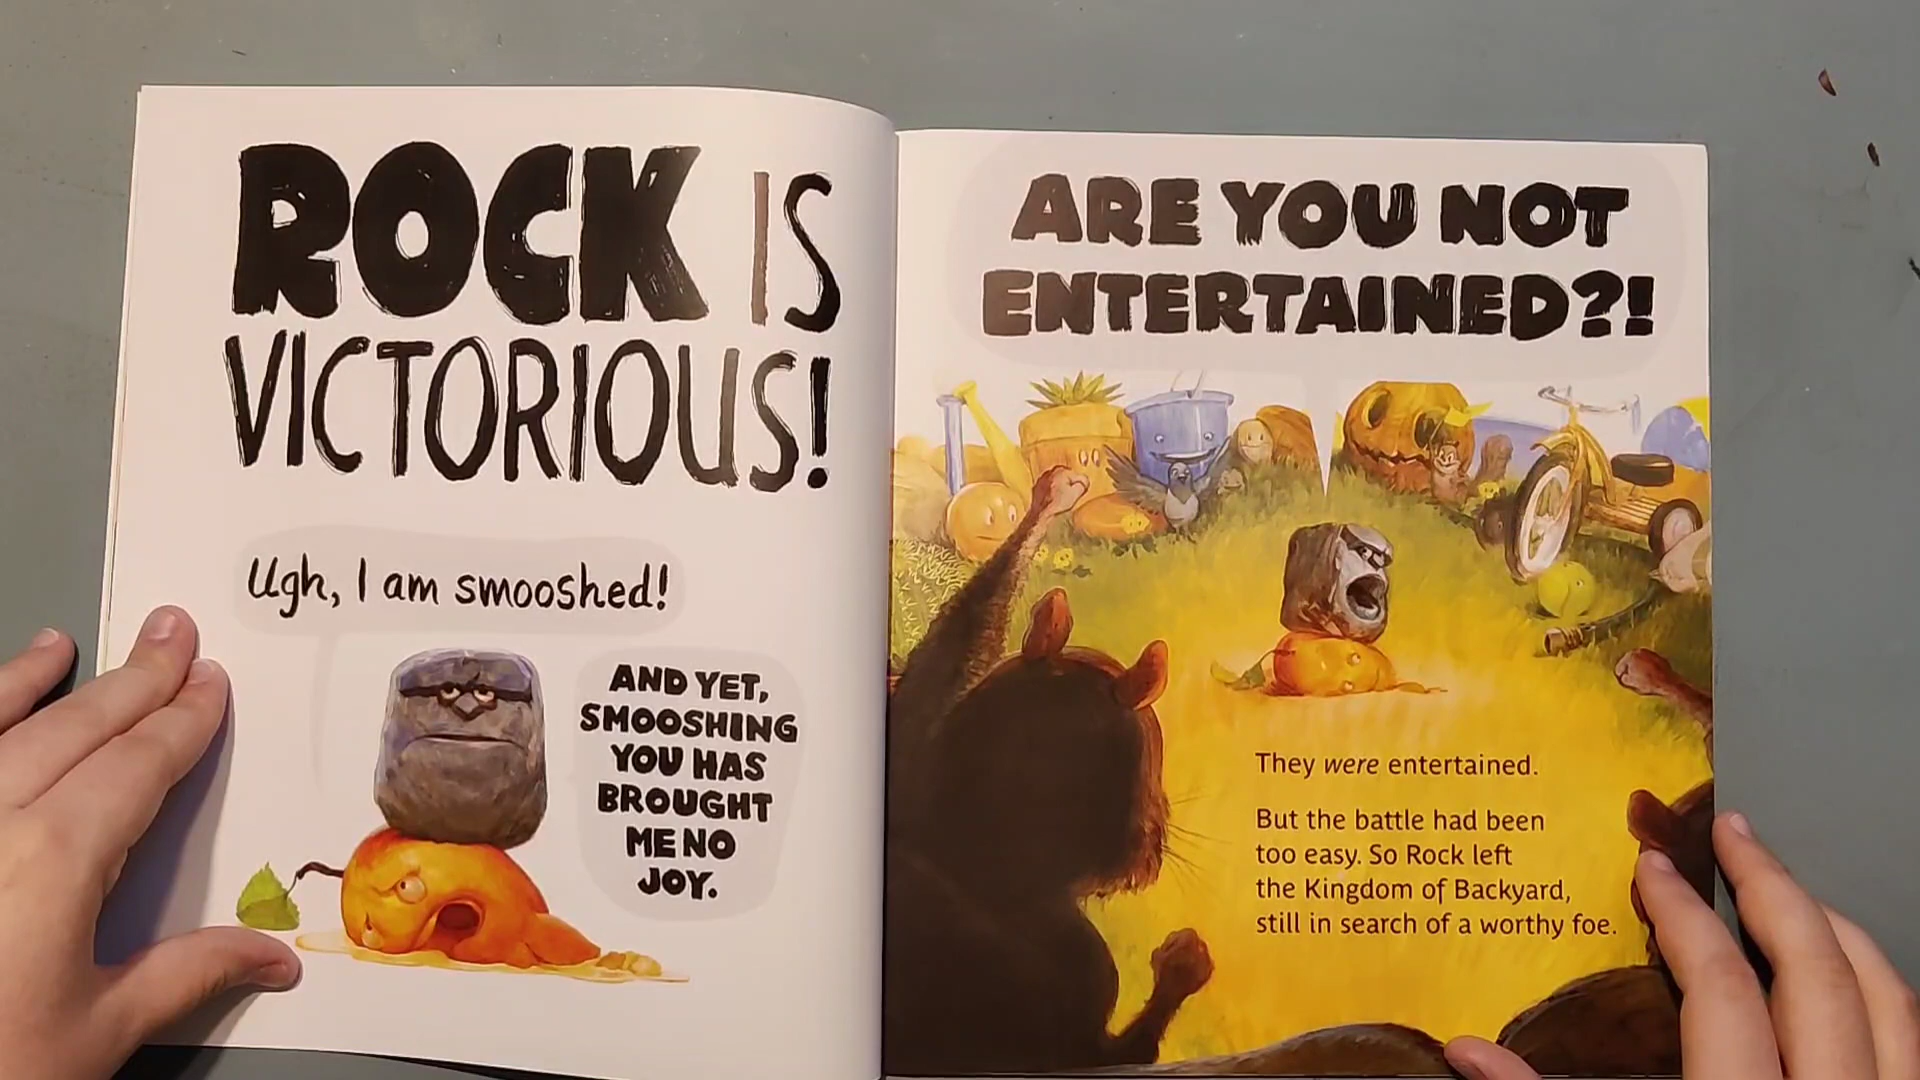 ROCK IS
VICTORIOUS!
Ugh, I am smooshed!
AND YET,
SMOOSHING
YOU HAS
BROUGHT
ME NO
JOY.
ARE YOU NOT
ENTERTAINED?!
They were entertained.
But the battle had been
too easy. So Rock left
the Kingdom of Backyard,
still in search of a worthy foe.